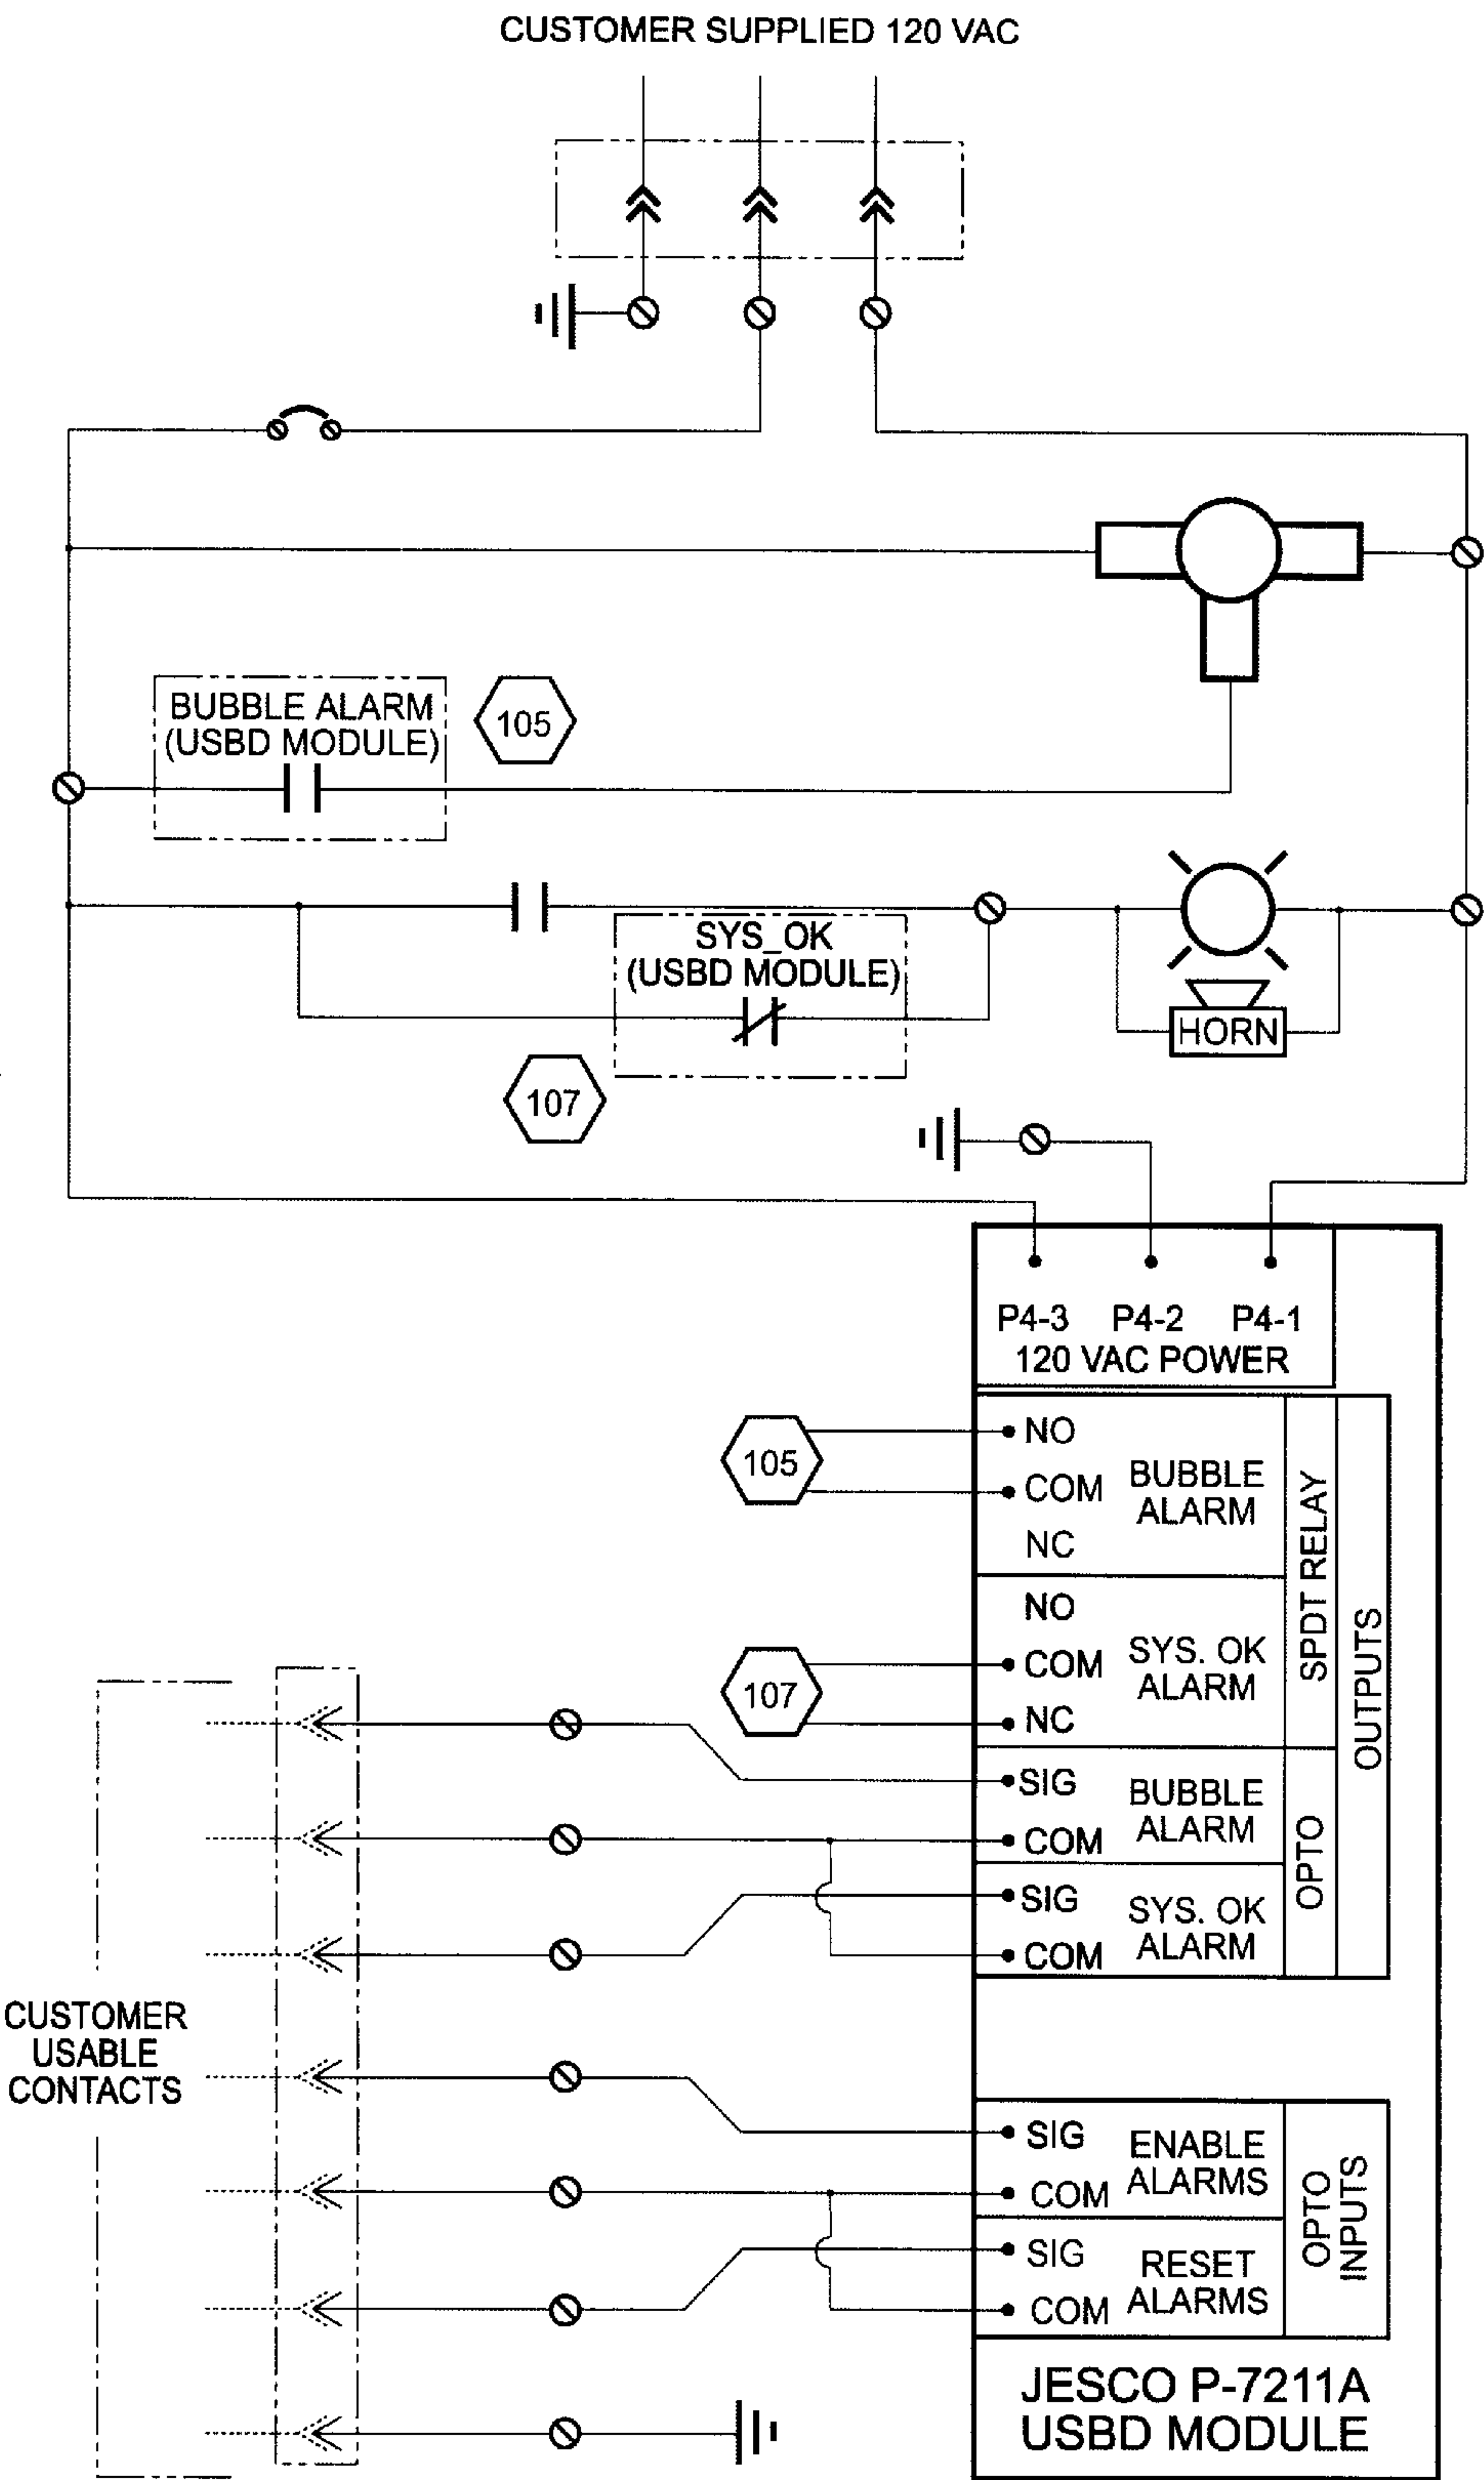 CUSTOMER SUPPLIED 120 VAC
BUBBLE ALARM
(USBD MODULE)
105
SYS_OK
(USBD MODULE)
HORN
107
P4-3 P4-2 P4-1
120 VAC POWER
105
NO
COM
NC
BUBBLE
ALARM
107
NO
COM
NC
SYS. OK
ALARM
SPDT RELAY
SIG
COM
BUBBLE
ALARM
SIG
COM
SYS. OK
ALARM
OPTO
OUTPUTS
CUSTOMER
USABLE
CONTACTS
SIG
COM
ENABLE
ALARMS
SIG
COM
RESET
ALARMS
OPTO
INPUTS
JESCO P-7211A
USBD MODULE